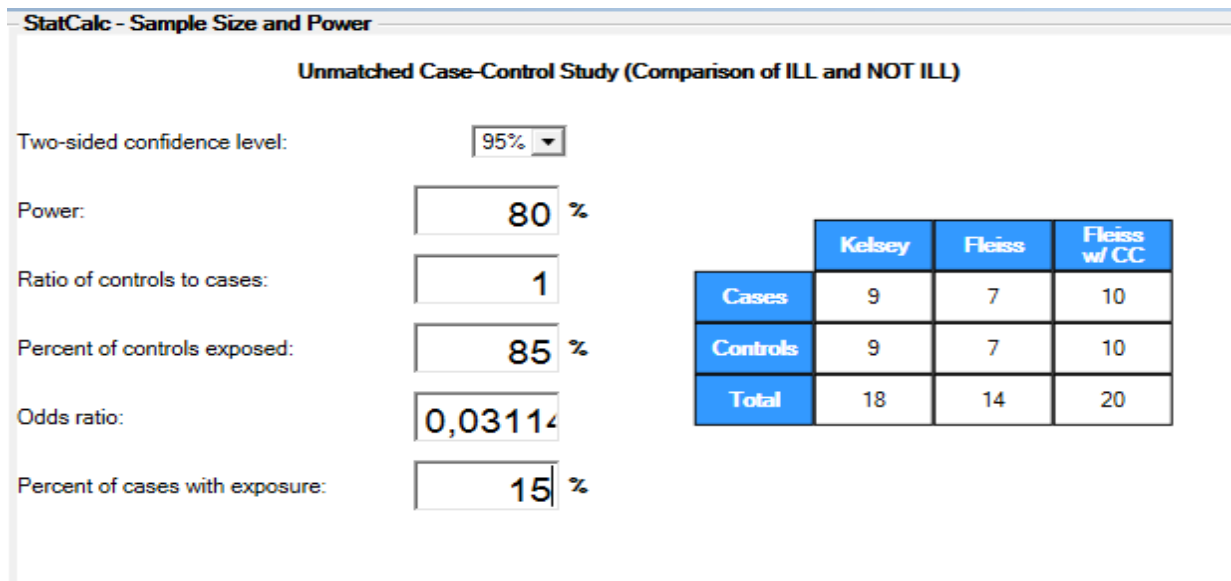 StatCalc - Sample Size and Power
Unmatched Case-Control Study (Comparison of ILL and NOT ILL)
Two-sided confidence level: 95%
Power: 80 %
Ratio of controls to cases: 1
Percent of controls exposed: 85 %
Odds ratio: 0,03114
Percent of cases with exposure: 15 %
Kelsey Fleiss Fleiss w/ CC
Cases 9 7 10
Controls 9 7 10
Total 18 14 20